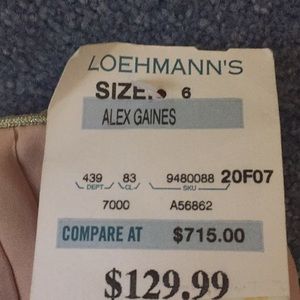 LOEHMANN'S
SIZE: 6
ALEX GAINES
439 83 9480088 20F07
DEPT CL SKU
7000 A56862
COMPARE AT $715.00
$129.99